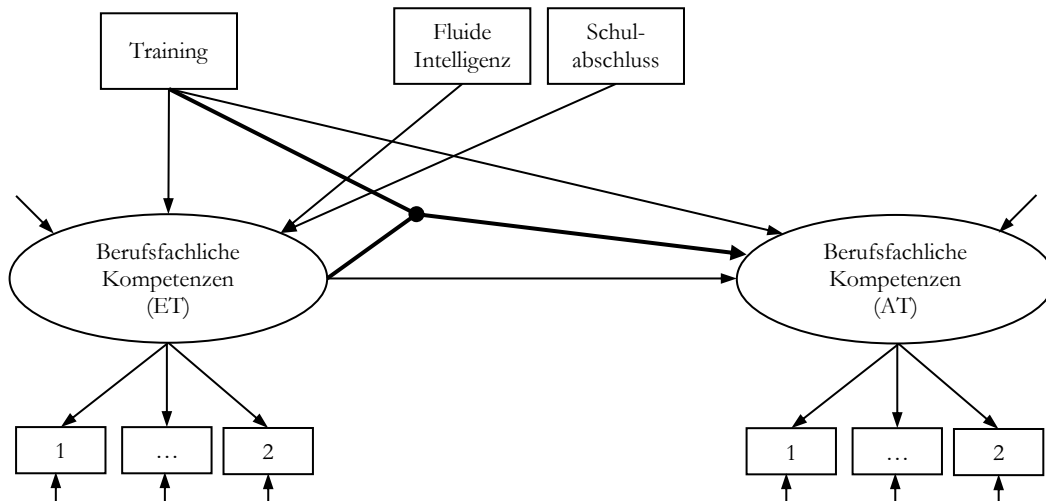 Training
Fluide
Intelligenz
Schul-
abschluss
Berufsfachliche
Kompetenzen
(ET)
Berufsfachliche
Kompetenzen
(AT)
1
…
2
1
…
2